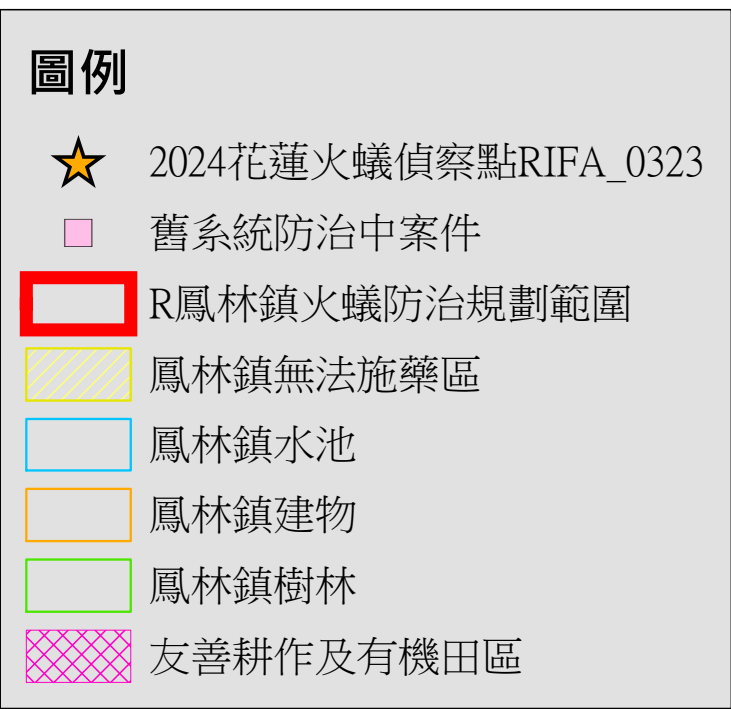 圖例
2024花蓮火蟻偵察點RIFA_0323
舊系統防治中案件
R鳳林鎮火蟻防治規劃範圍
鳳林鎮無法施藥區
鳳林鎮水池
鳳林鎮建物
鳳林鎮樹林
友善耕作及有機田區